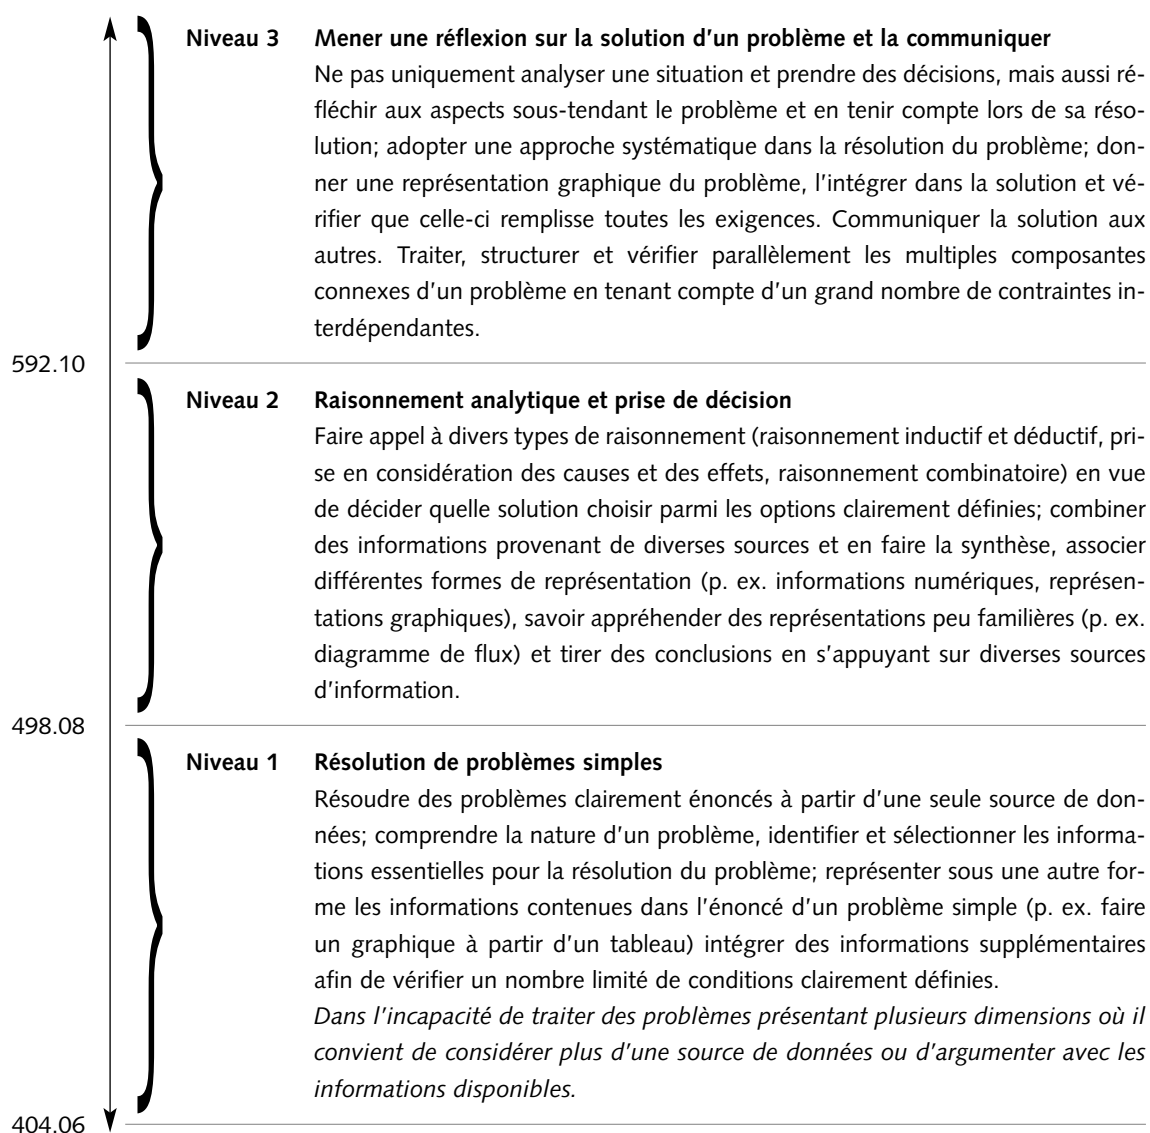 Niveau 3 Mener une réflexion sur la solution d'un problème et la communiquer
Ne pas uniquement analyser une situation et prendre des décisions, mais aussi ré-
fléchir aux aspects sous-tendant le problème et en tenir compte lors de sa réso-
lution; adopter une approche systématique dans la résolution du problème; don-
ner une représentation graphique du problème, l'intégrer dans la solution et vé-
rifier que celle-ci remplisse toutes les exigences. Communiquer la solution aux
autres. Traiter, structurer et vérifier parallèlement les multiples composantes
connexes d'un problème en tenant compte d'un grand nombre de contraintes in-
terdépendantes.
592.10
Niveau 2 Raisonnement analytique et prise de décision
Faire appel à divers types de raisonnement (raisonnement inductif et déductif, pri-
se en considération des causes et des effets, raisonnement combinatoire) en vue
de décider quelle solution choisir parmi les options clairement définies; combiner
des informations provenant de diverses sources et en faire la synthèse, associer
différentes formes de représentation (p. ex. informations numériques, représen-
tations graphiques), savoir appréhender des représentations peu familières (p. ex.
diagramme de flux) et tirer des conclusions en s'appuyant sur diverses sources
d'information.
498.08
Niveau 1 Résolution de problèmes simples
Résoudre des problèmes clairement énoncés à partir d'une seule source de don-
nées; comprendre la nature d'un problème, identifier et sélectionner les informa-
tions essentielles pour la résolution du problème; représenter sous une autre for-
me les informations contenues dans l'énoncé d'un problème simple (p. ex. faire
un graphique à partir d'un tableau) intégrer des informations supplémentaires
afin de vérifier un nombre limité de conditions clairement définies.
Dans l'incapacité de traiter des problèmes présentant plusieurs dimensions où il
convient de considérer plus d'une source de données ou d'argumenter avec les
informations disponibles.
404.06